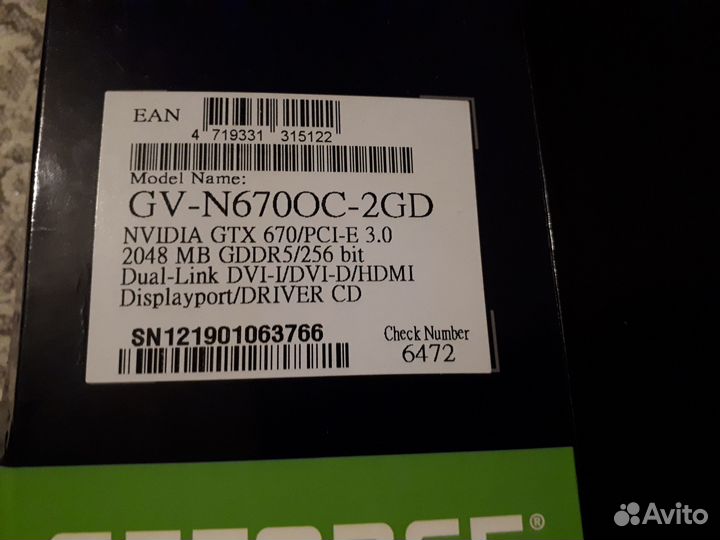 EAN
4 719331 315122
Model Name:
GV-N670OC-2GD
NVIDIA GTX 670/PCI-E 3.0
2048 MB GDDR5/256 bit
Dual-Link DVI-I/DVI-D/HDMI
Displayport/DRIVER CD
SN121901063766
Check Number
6472
GEFORCE®
Avito